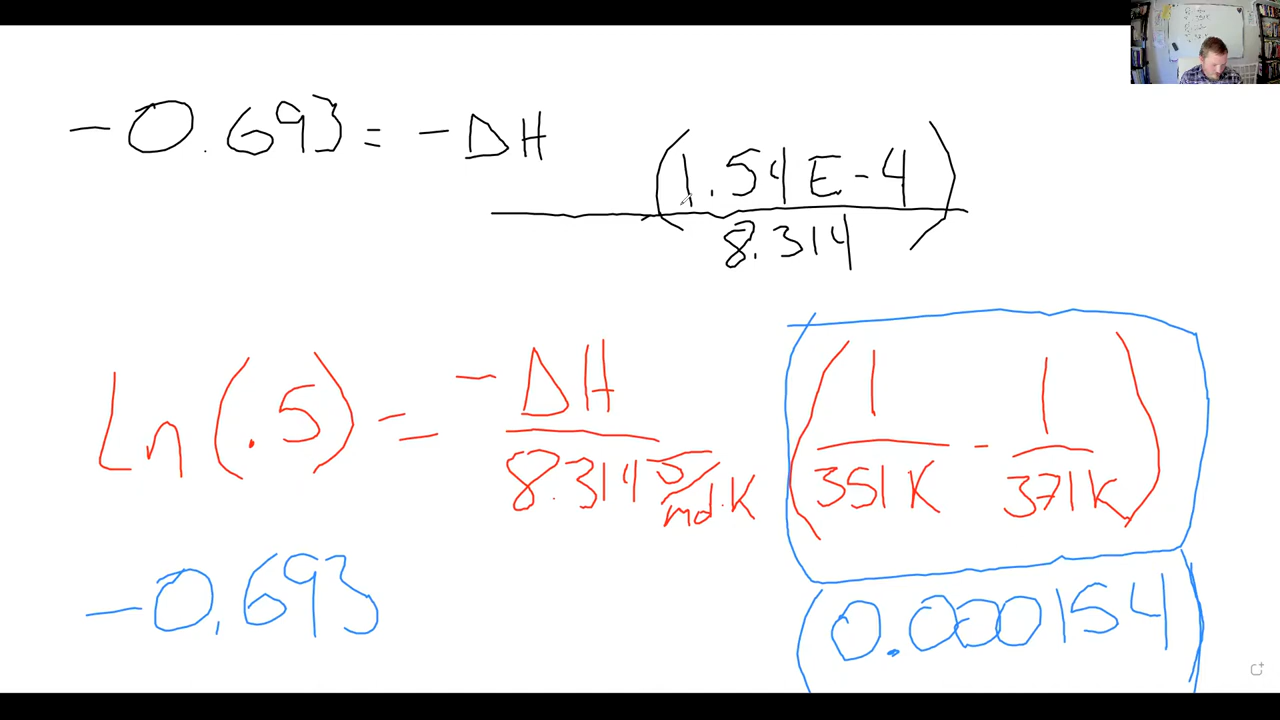 -0.693 = -ΔH (1.54E-4)
8.314
Ln(.5) = -ΔH / 8.314 J/mol·K (1/351K - 1/371K)
-0.693 (0.000154)